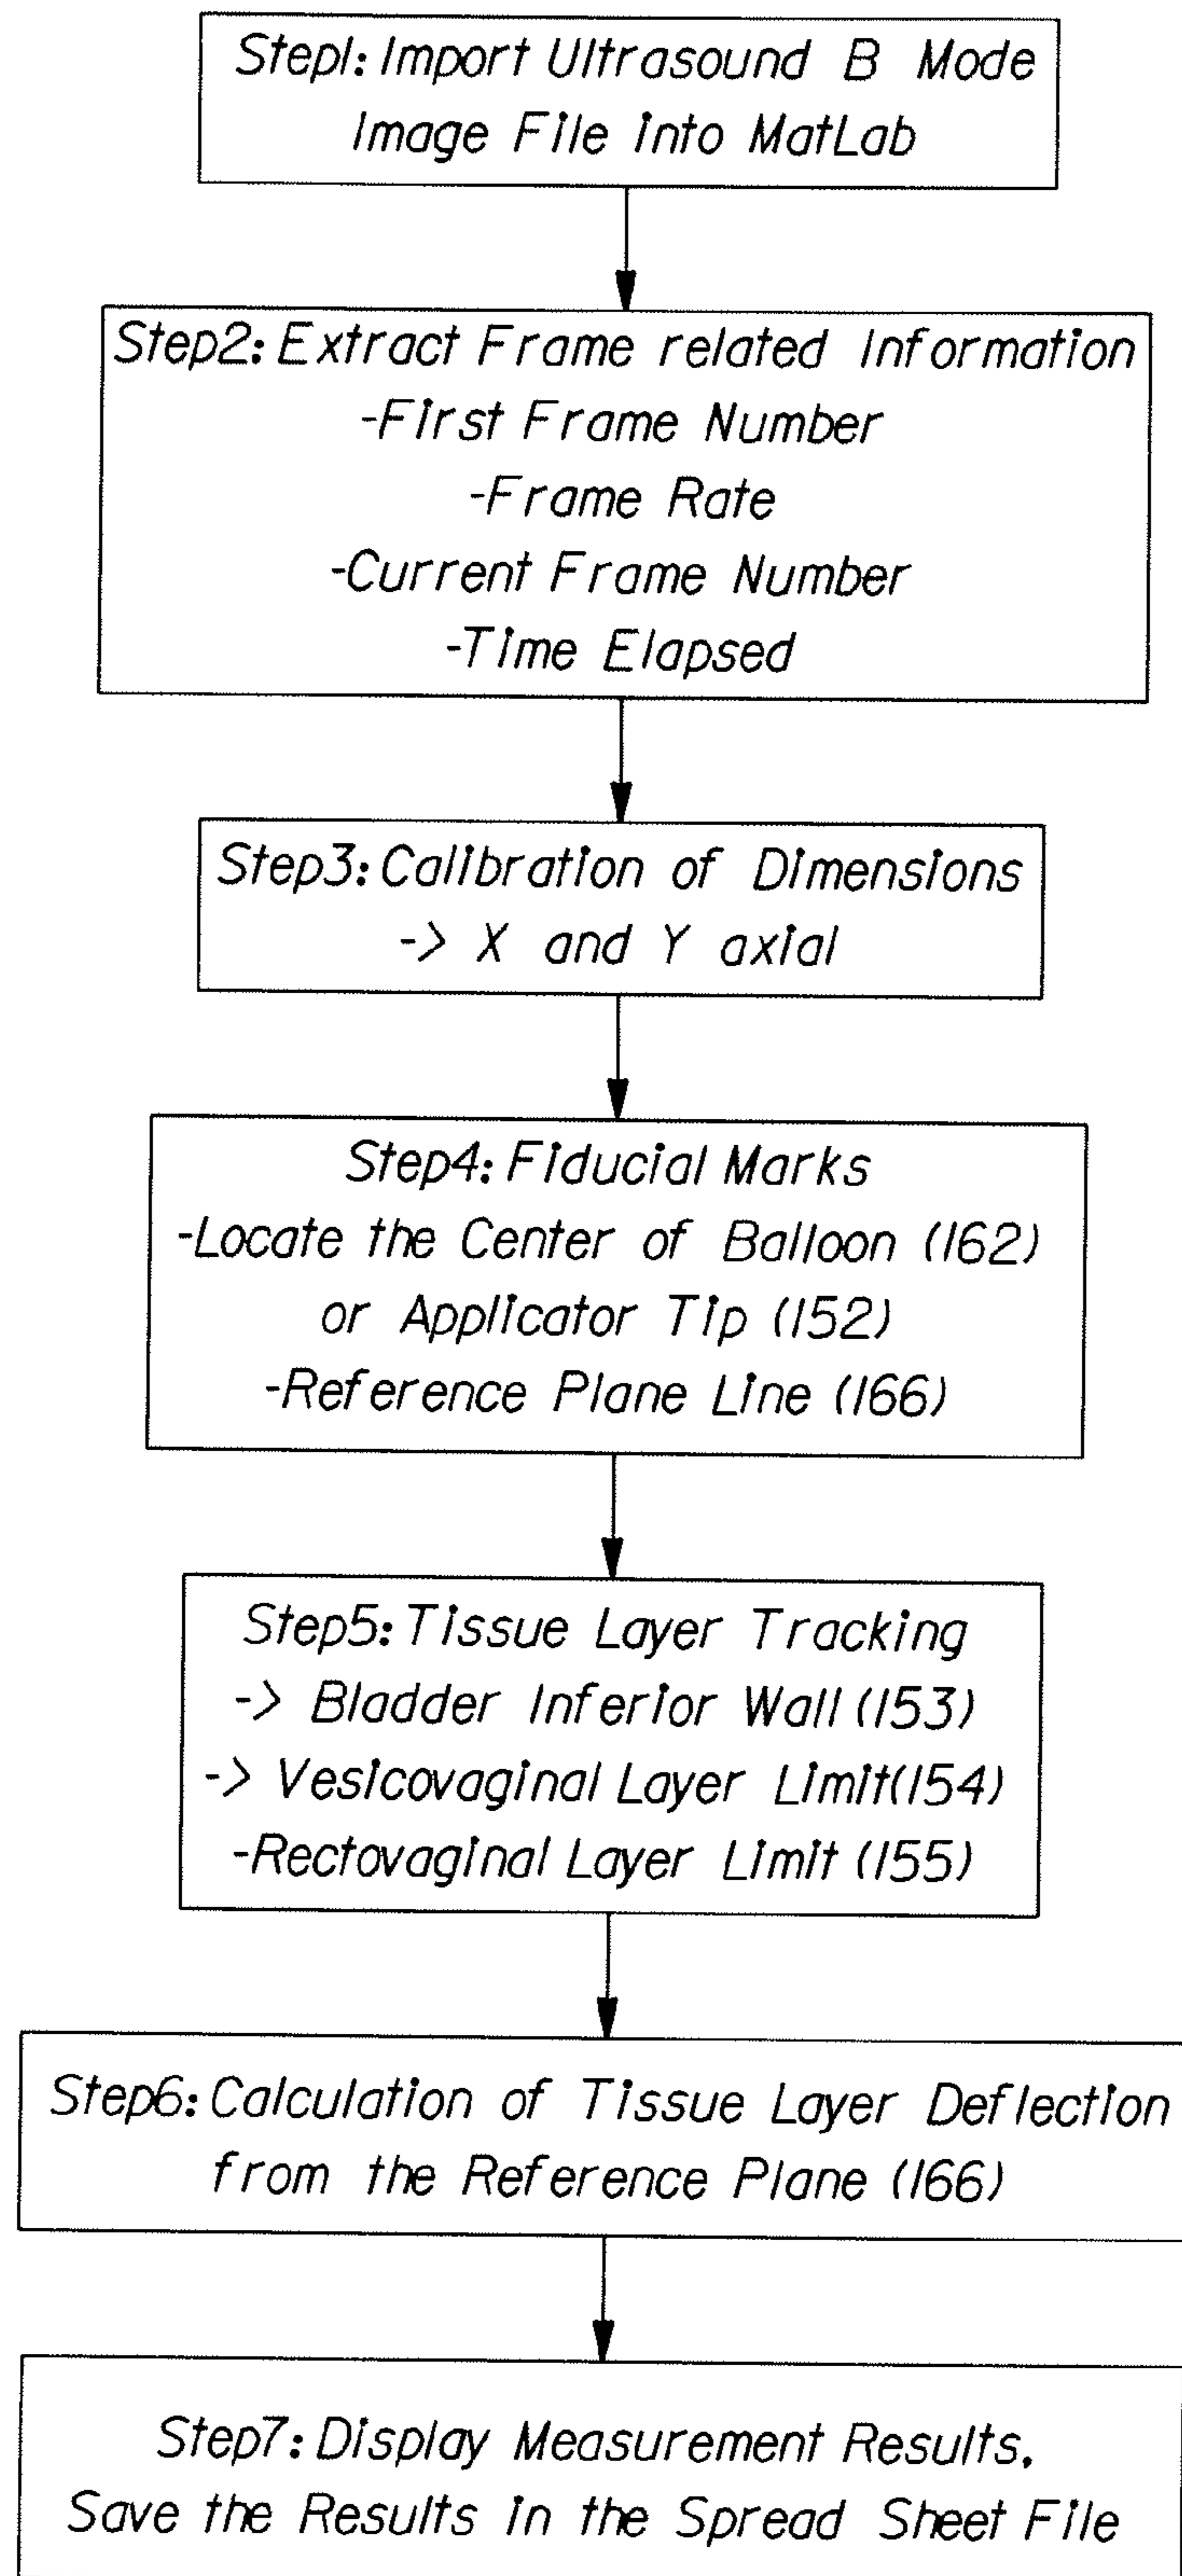 Step1: Import Ultrasound B Mode
Image File into MatLab
Step2: Extract Frame related Information
-First Frame Number
-Frame Rate
-Current Frame Number
-Time Elapsed
Step3: Calibration of Dimensions
-> X and Y axial
Step4: Fiducial Marks
-Locate the Center of Balloon (162)
or Applicator Tip (152)
-Reference Plane Line (166)
Step5: Tissue Layer Tracking
-> Bladder Inferior Wall (153)
-> Vesicovaginal Layer Limit(154)
-Rectovaginal Layer Limit (155)
Step6: Calculation of Tissue Layer Deflection
from the Reference Plane (166)
Step7: Display Measurement Results.
Save the Results in the Spread Sheet File